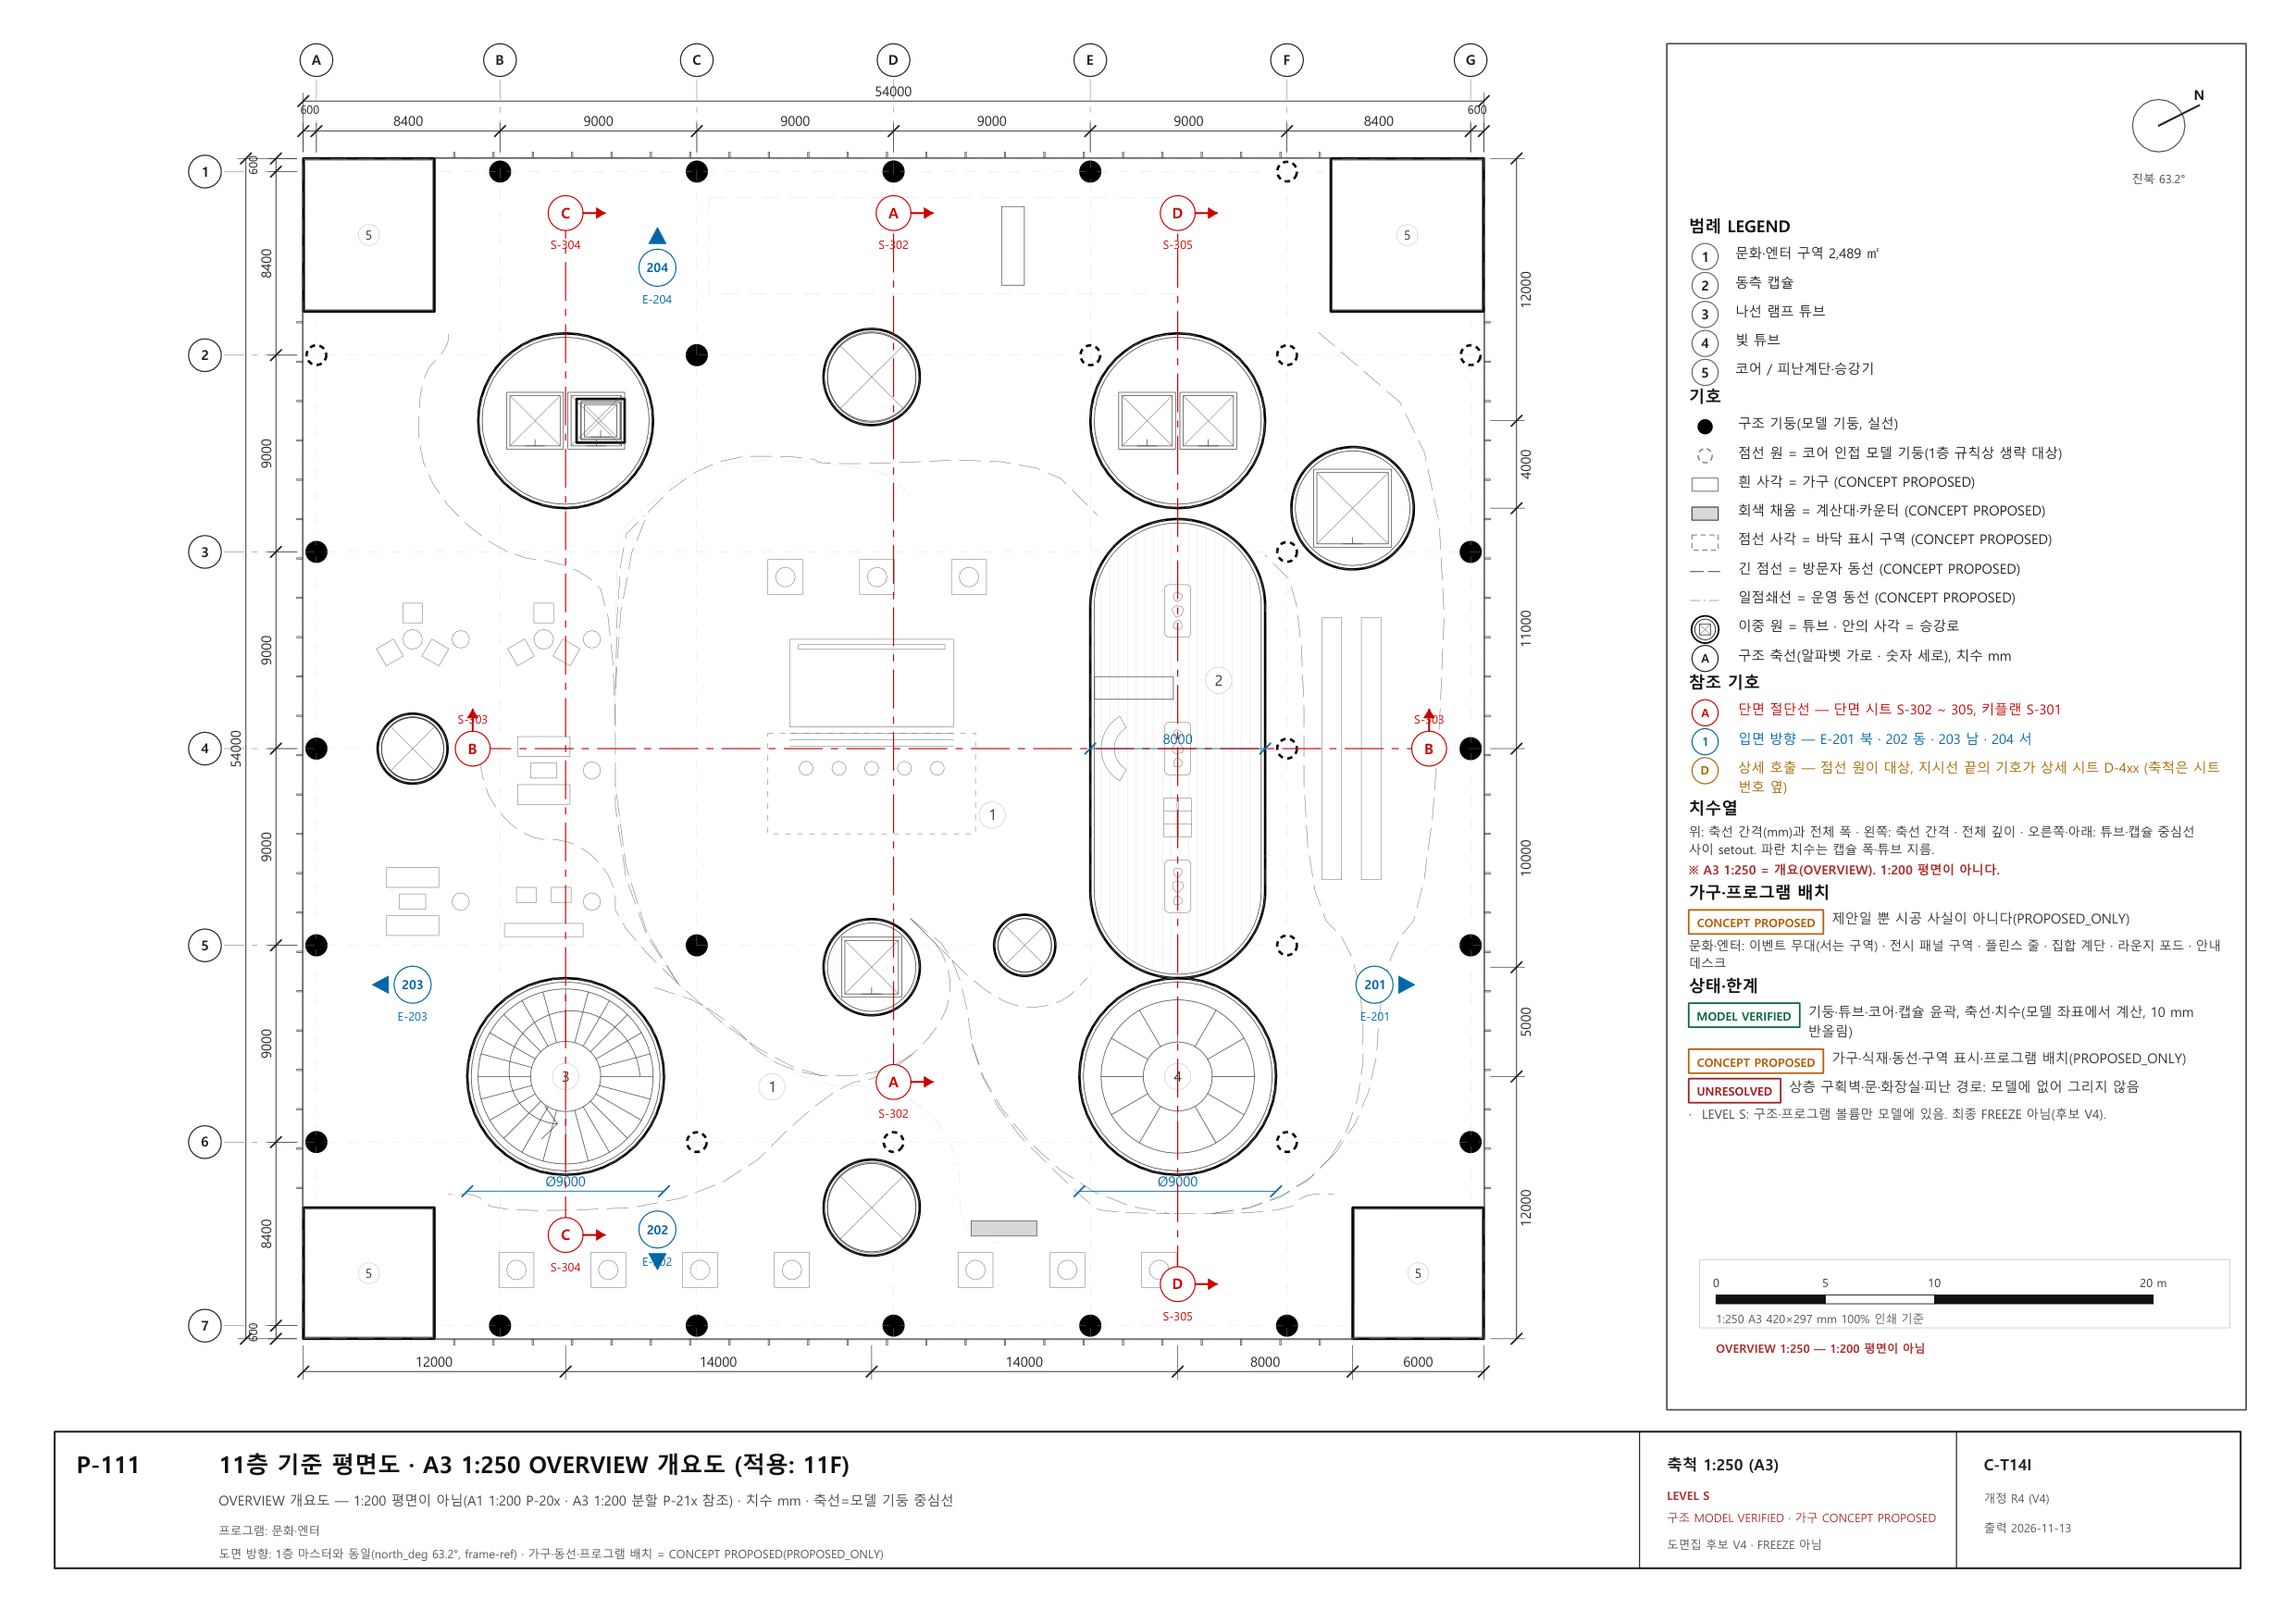 A B C D E F G
54000
600 8400 9000 9000 9000 9000 8400 600
1
2
3
4
5
6
7
600
8400
9000
9000
9000
9000
8400
600
54000
12000
4000
11000
10000
5000
12000
5
5
C
S-304
204
E-204
A
S-302
D
S-305
S-303
B
2
8000
S-303
B
1
203
E-203
201
E-201
3
1
A
S-302
4
Ø9000
Ø9000
C
S-304
202
E-202
D
S-305
5
5
12000 14000 14000 8000 6000
N
진북 63.2°
범례 LEGEND
1 문화·엔터 구역 2,489 ㎡
2 동측 캡슐
3 나선 램프 튜브
4 빛 튜브
5 코어 / 피난계단·승강기
기호
구조 기둥(모델 기둥, 실선)
점선 원 = 코어 인접 모델 기둥(1층 규칙상 생략 대상)
흰 사각 = 가구 (CONCEPT PROPOSED)
회색 채움 = 계산대·카운터 (CONCEPT PROPOSED)
점선 사각 = 바닥 표시 구역 (CONCEPT PROPOSED)
긴 점선 = 방문자 동선 (CONCEPT PROPOSED)
일점쇄선 = 운영 동선 (CONCEPT PROPOSED)
이중 원 = 튜브 · 안의 사각 = 승강로
A 구조 축선(알파벳 가로 · 숫자 세로), 치수 mm
참조 기호
A 단면 절단선 — 단면 시트 S-302 ~ 305, 키플랜 S-301
1 입면 방향 — E-201 북 · 202 동 · 203 남 · 204 서
D 상세 호출 — 점선 원이 대상, 지시선 끝의 기호가 상세 시트 D-4xx (축척은 시트
번호 옆)
치수열
위: 축선 간격(mm)과 전체 폭 · 왼쪽: 축선 간격 · 전체 깊이 · 오른쪽·아래: 튜브·캡슐 중심선
사이 setout. 파란 치수는 캡슐 폭·튜브 지름.
※ A3 1:250 = 개요(OVERVIEW). 1:200 평면이 아니다.
가구·프로그램 배치
CONCEPT PROPOSED 제안일 뿐 시공 사실이 아니다(PROPOSED_ONLY)
문화·엔터: 이벤트 무대(서는 구역) · 전시 패널 구역 · 플린스 줄 · 집합 계단 · 라운지 포드 · 안내
데스크
상태·한계
MODEL VERIFIED 기둥·튜브·코어·캡슐 윤곽, 축선·치수(모델 좌표에서 계산, 10 mm
반올림)
CONCEPT PROPOSED 가구·식재·동선·구역 표시·프로그램 배치(PROPOSED_ONLY)
UNRESOLVED 상층 구획벽·문·화장실·피난 경로: 모델에 없어 그리지 않음
· LEVEL S: 구조·프로그램 볼륨만 모델에 있음. 최종 FREEZE 아님(후보 V4).
0 5 10 20 m
1:250 A3 420×297 mm 100% 인쇄 기준
OVERVIEW 1:250 — 1:200 평면이 아님
P-111
11층 기준 평면도 · A3 1:250 OVERVIEW 개요도 (적용: 11F)
OVERVIEW 개요도 — 1:200 평면이 아님(A1 1:200 P-20x · A3 1:200 분할 P-21x 참조) · 치수 mm · 축선=모델 기둥 중심선
프로그램: 문화·엔터
도면 방향: 1층 마스터와 동일(north_deg 63.2°, frame-ref) · 가구·동선·프로그램 배치 = CONCEPT PROPOSED(PROPOSED_ONLY)
축척 1:250 (A3)
LEVEL S
구조 MODEL VERIFIED · 가구 CONCEPT PROPOSED
도면집 후보 V4 · FREEZE 아님
C-T14I
개정 R4 (V4)
출력 2026-11-13